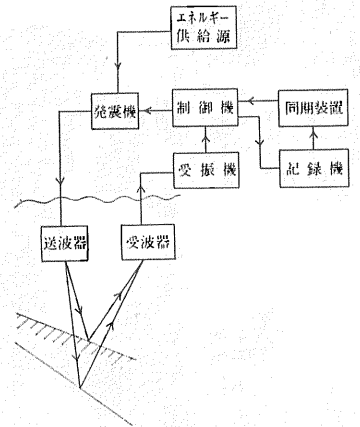 エネルギー
供給源
発震機
制御機
同期装置
受振機
記録機
送波器
受波器